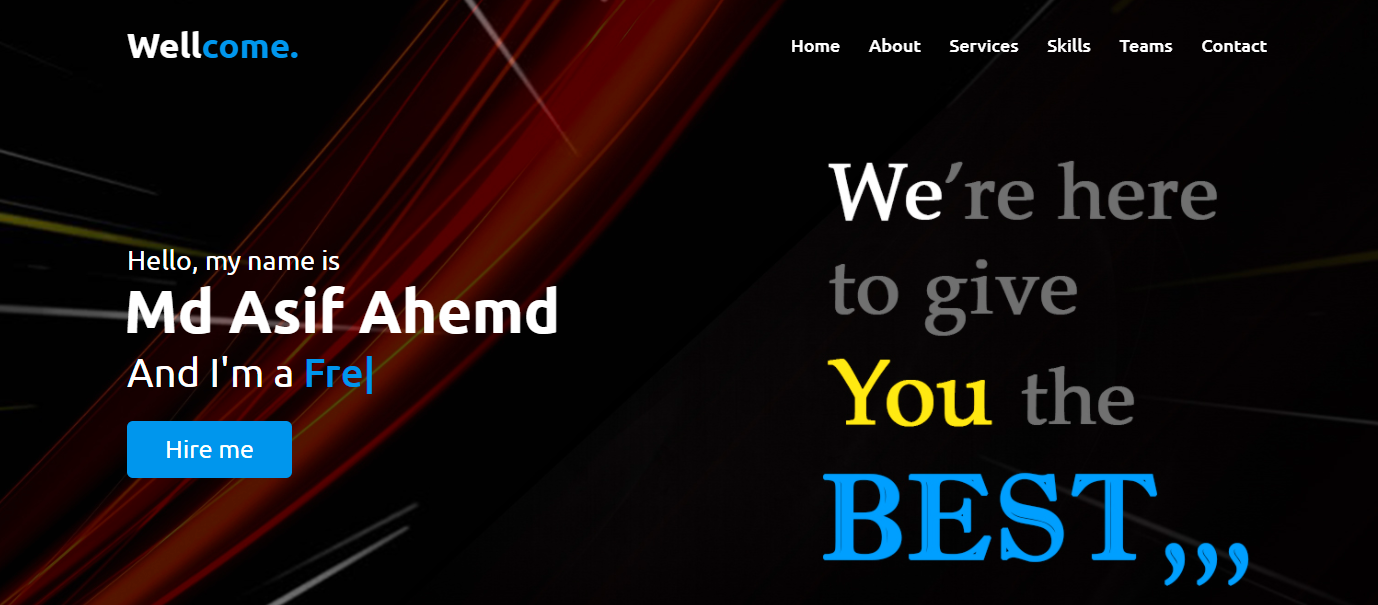 Wellcome.
Home About Services Skills Teams Contact
Hello, my name is
Md Asif Ahemd
And I'm a Fre|
Hire me
We're here
to give
You the
BEST,,,